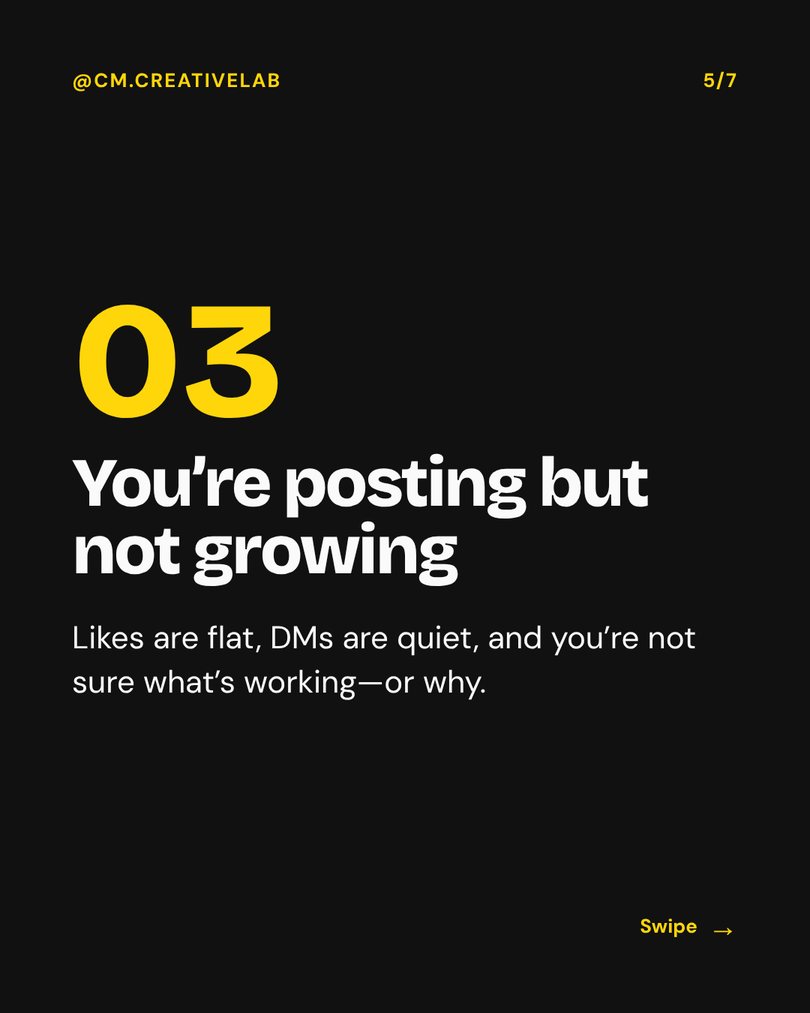 @CM.CREATIVELAB
5/7
03
You’re posting but
not growing
Likes are flat, DMs are quiet, and you’re not
sure what’s working—or why.
Swipe →